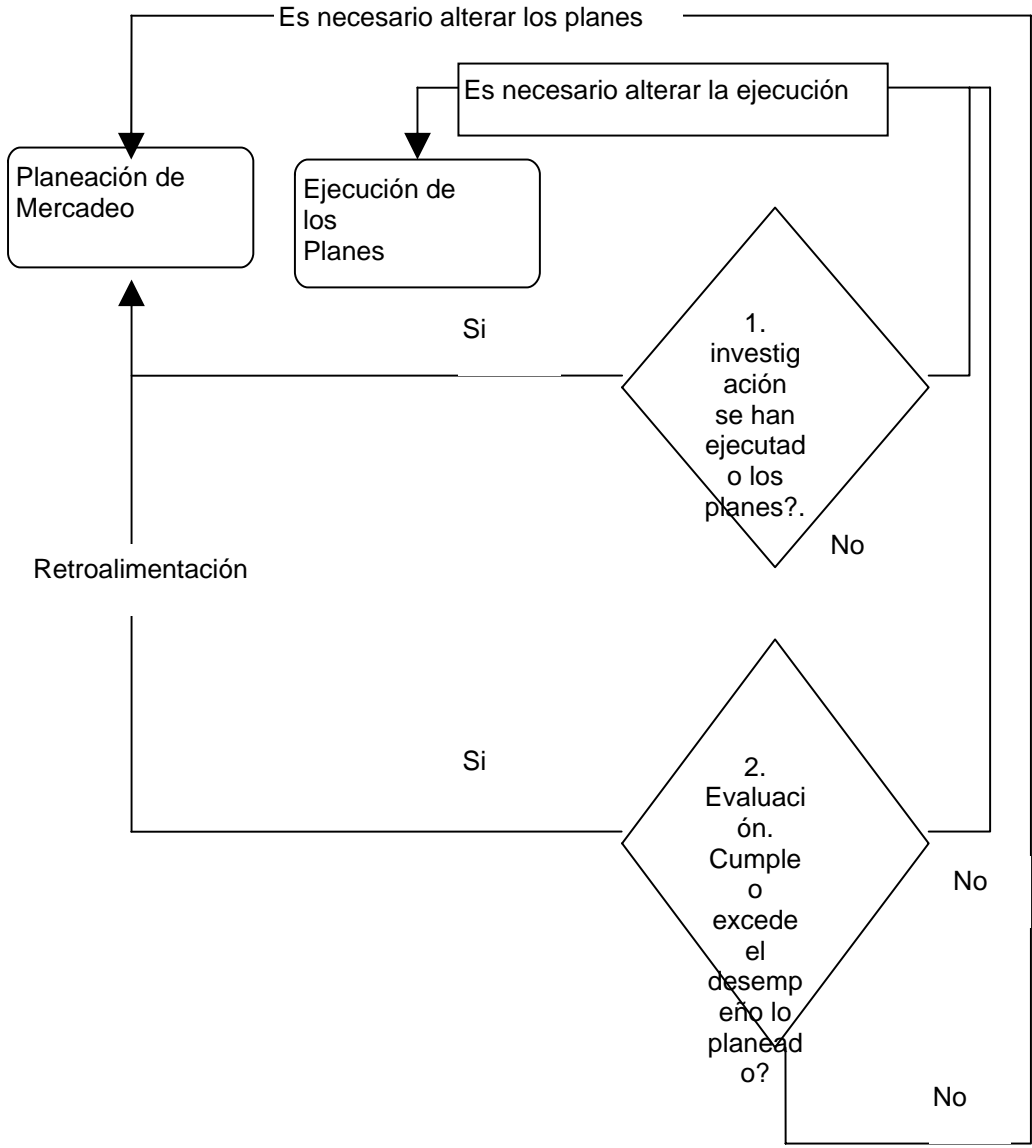 Es necesario alterar los planes
Es necesario alterar la ejecución
Planeación de
Mercadeo
Ejecución de
los
Planes
Si
1.
investig
ación
se han
ejecutad
o los
planes?.
No
Retroalimentación
Si
2.
Evaluaci
ón.
Cumple
o
excede
el
desemp
eño lo
planead
o?
No
No